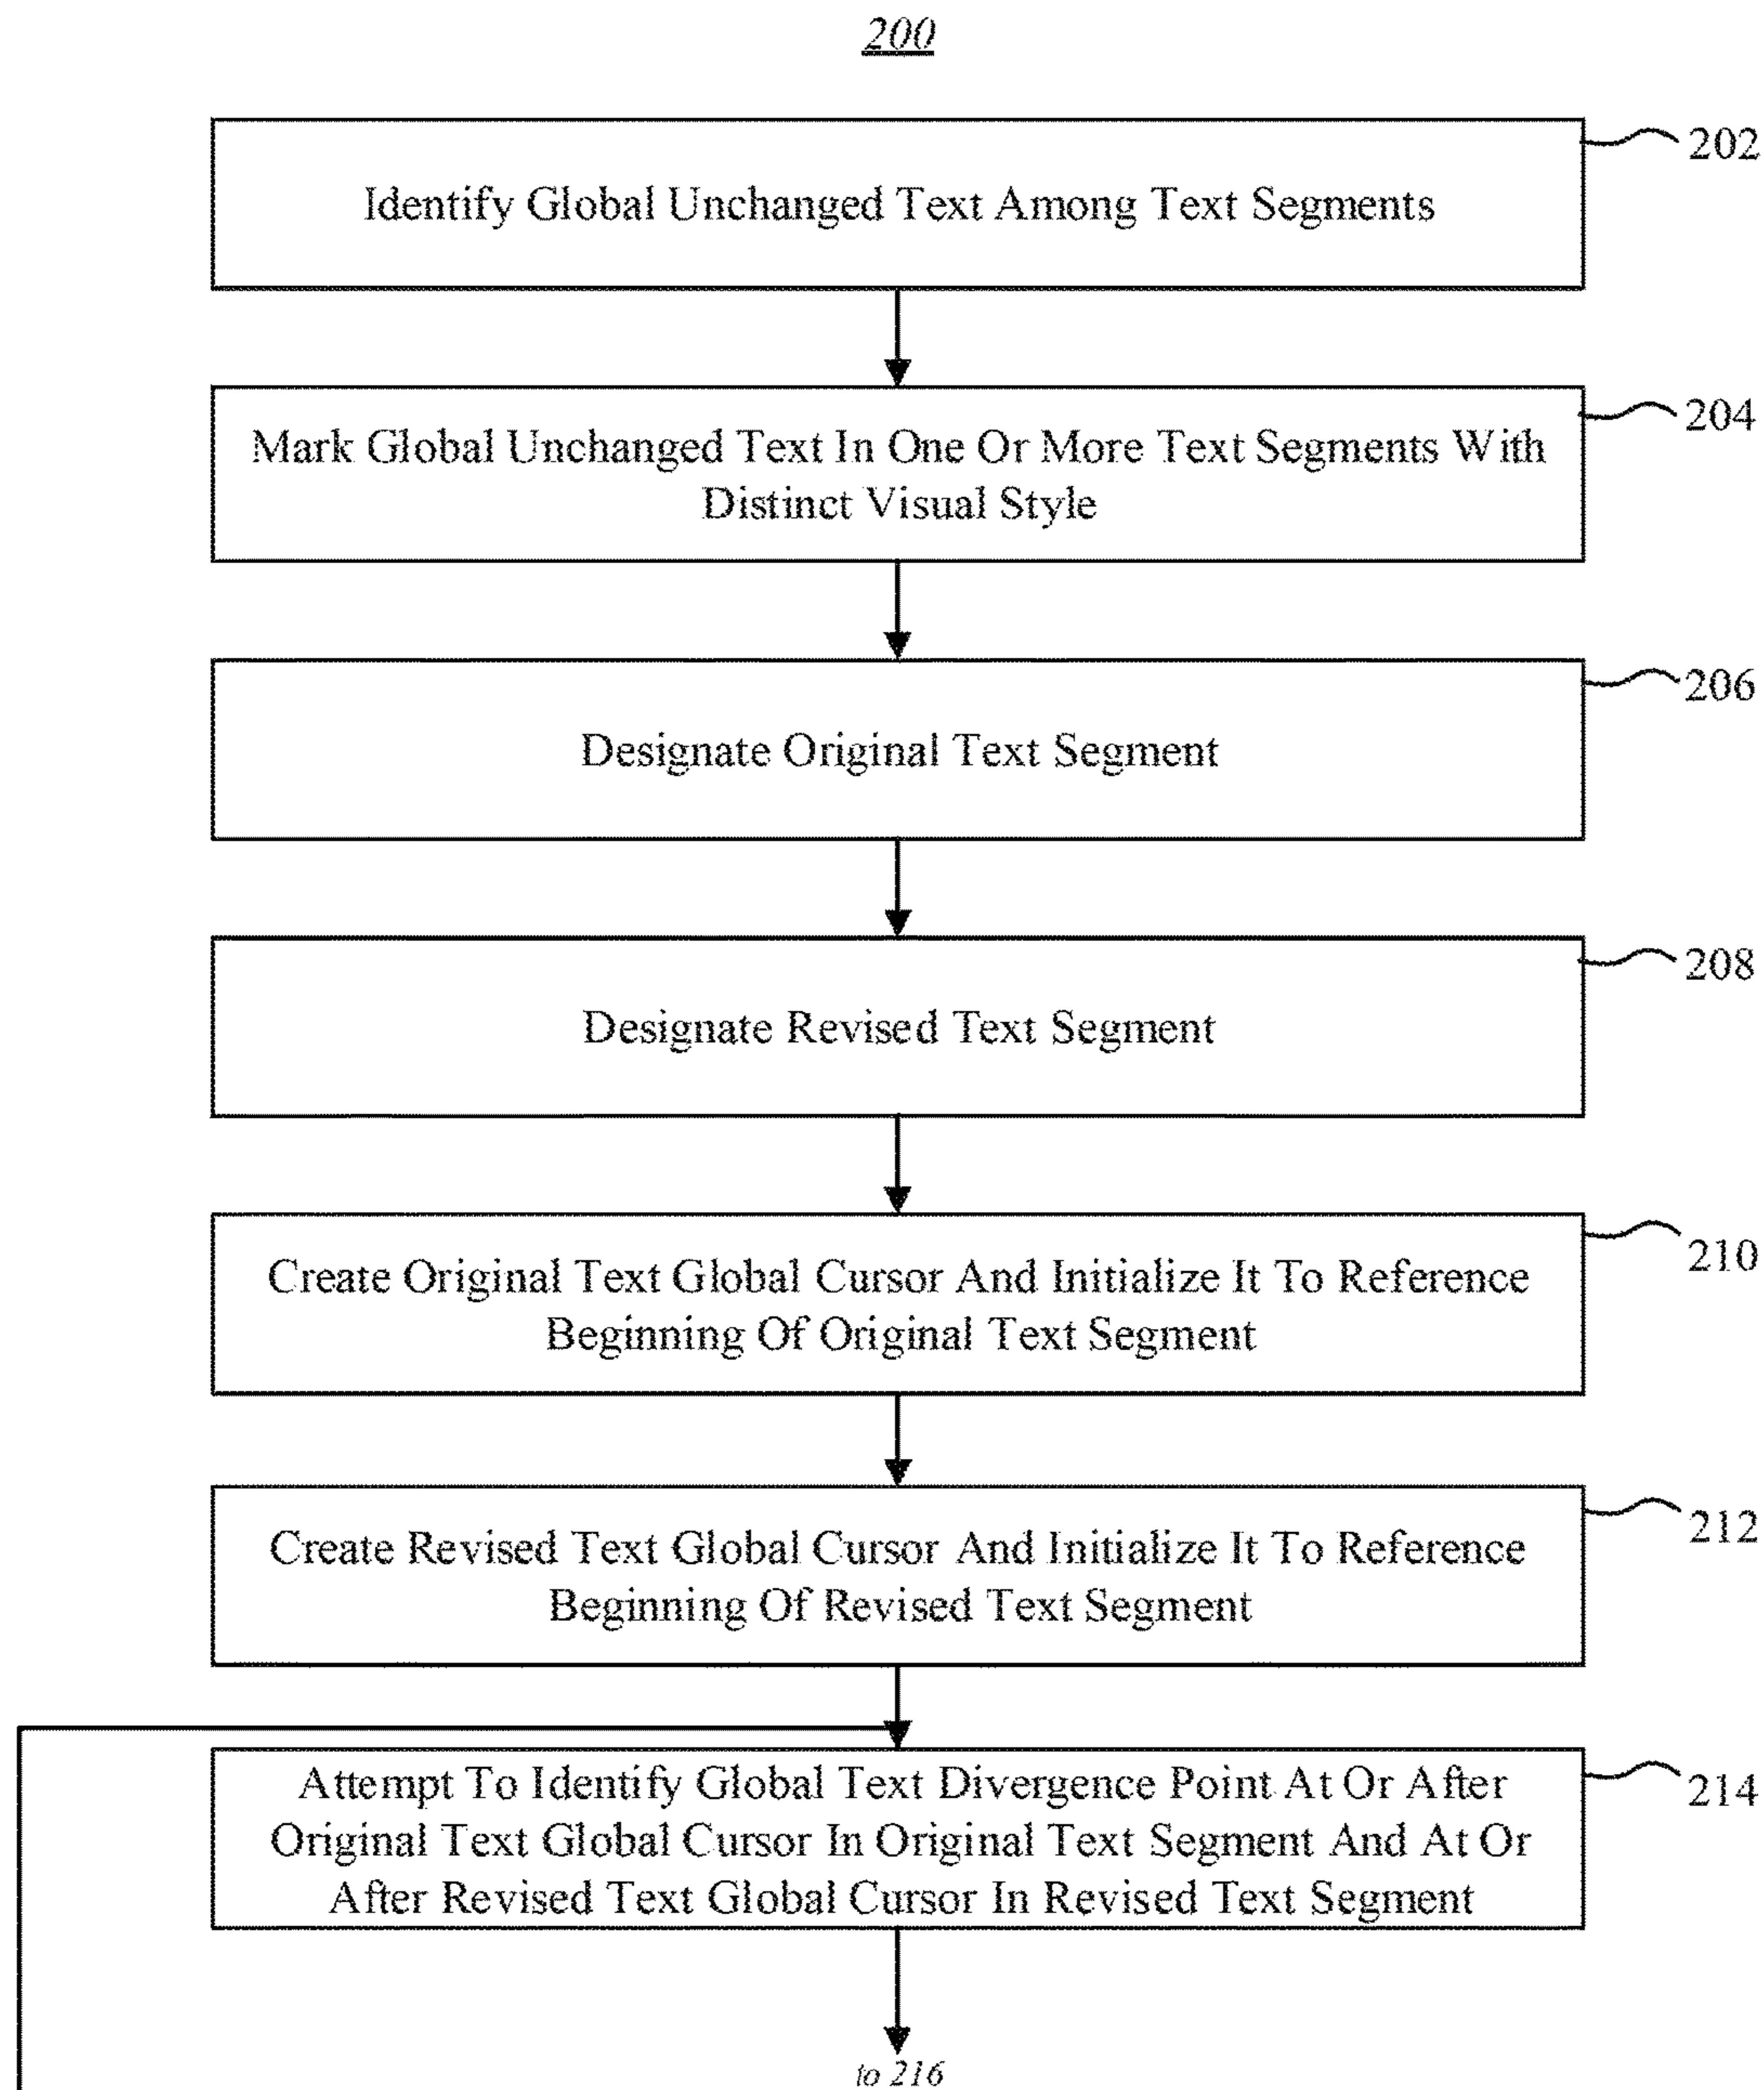 200
Identify Global Unchanged Text Among Text Segments
202
Mark Global Unchanged Text In One Or More Text Segments With
Distinct Visual Style
204
Designate Original Text Segment
206
Designate Revised Text Segment
208
Create Original Text Global Cursor And Initialize It To Reference
Beginning Of Original Text Segment
210
Create Revised Text Global Cursor And Initialize It To Reference
Beginning Of Revised Text Segment
212
Attempt To Identify Global Text Divergence Point At Or After
Original Text Global Cursor In Original Text Segment And At Or
After Revised Text Global Cursor In Revised Text Segment
214
to 216